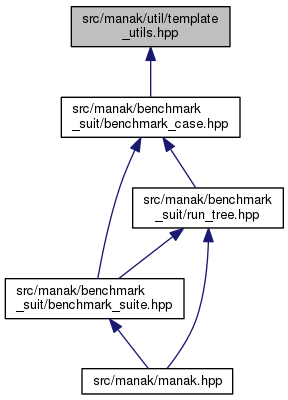 src/manak/util/template
_utils.hpp
src/manak/benchmark
_suit/benchmark_case.hpp
src/manak/benchmark
_suit/run_tree.hpp
src/manak/benchmark
_suit/benchmark_suite.hpp
src/manak/manak.hpp